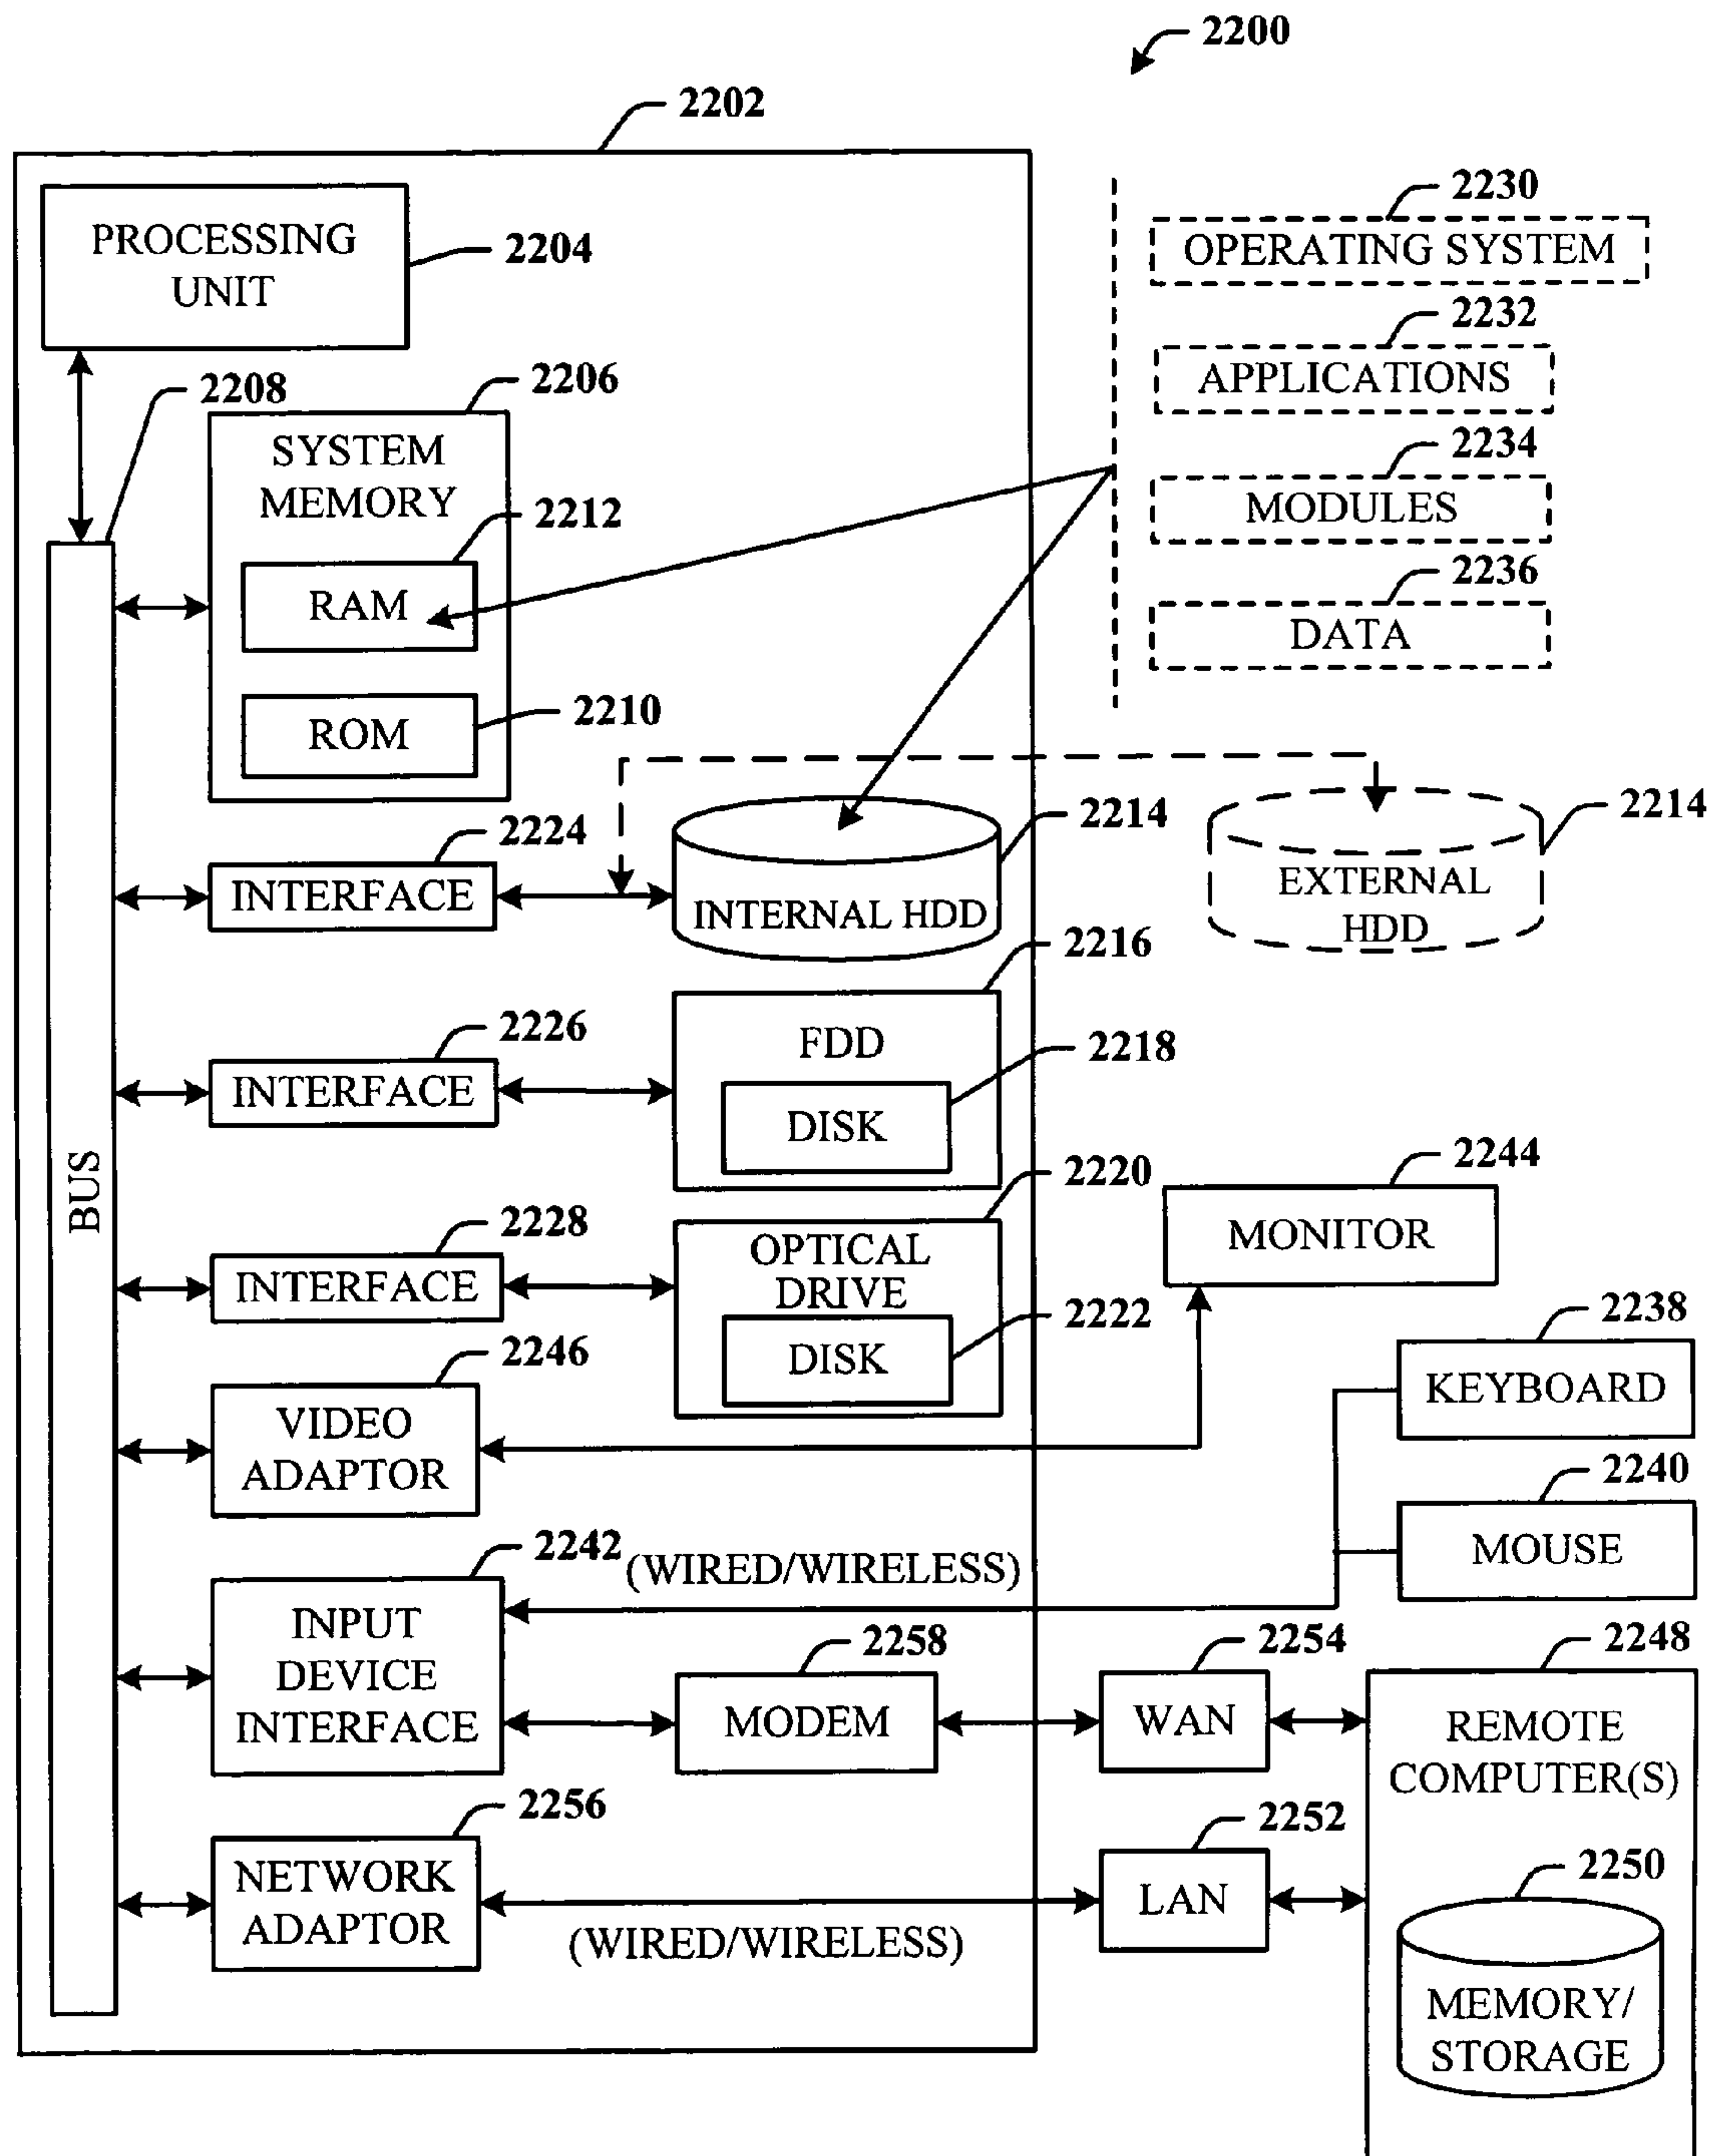 2200
2202
PROCESSING
UNIT
2204
2230
OPERATING SYSTEM
2232
APPLICATIONS
2234
MODULES
2236
DATA
2208
2206
SYSTEM
MEMORY
2212
RAM
2210
ROM
BUS
2224
INTERFACE
2214
INTERNAL HDD
2214
EXTERNAL
HDD
2216
FDD
2226
INTERFACE
2218
DISK
2220
OPTICAL
DRIVE
2228
INTERFACE
2222
DISK
2244
MONITOR
2246
VIDEO
ADAPTOR
2238
KEYBOARD
2240
MOUSE
2242
(WIRED/WIRELESS)
INPUT
DEVICE
INTERFACE
2258
MODEM
2254
WAN
2248
REMOTE
COMPUTER(S)
2256
NETWORK
ADAPTOR
(WIRED/WIRELESS)
2252
LAN
2250
MEMORY/
STORAGE